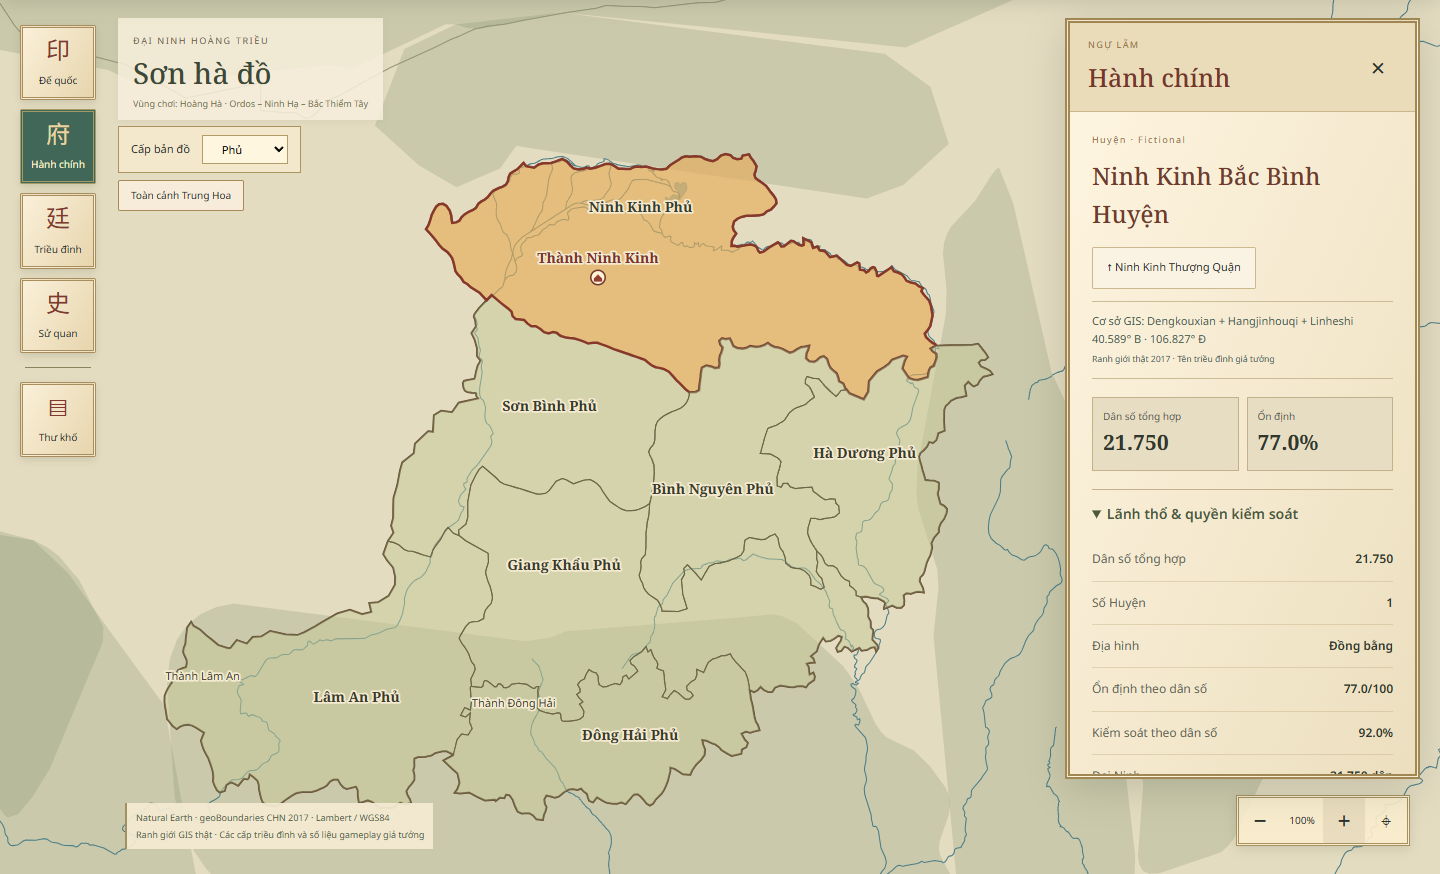 印
Đế quốc
府
Hành chính
廷
Triều đình
史
Sử quan
▤
Thư khố
ĐẠI NINH HOÀNG TRIỀU
Sơn hà đồ
Vùng chơi: Hoàng Hà · Ordos – Ninh Hạ – Bắc Thiểm Tây
Cấp bản đồ
Phủ
Toàn cảnh Trung Hoa
Ninh Kinh Phủ
Thành Ninh Kinh
Sơn Bình Phủ
Hà Dương Phủ
Bình Nguyên Phủ
Giang Khẩu Phủ
Thành Lâm An
Lâm An Phủ
Thành Đông Hải
Đông Hải Phủ
Natural Earth · geoBoundaries CHN 2017 · Lambert / WGS84
Ranh giới GIS thật · Các cấp triều đình và số liệu gameplay giả tưởng
NGỰ LÃM
Hành chính
✕
Huyện · Fictional
Ninh Kinh Bắc Bình
Huyện
↑ Ninh Kinh Thượng Quận
Cơ sở GIS: Dengkouxian + Hangjinhouqi + Linheshi
40.589° B · 106.827° Đ
Ranh giới thật 2017 · Tên triều đình giả tưởng
Dân số tổng hợp
21.750
Ổn định
77.0%
▼ Lãnh thổ & quyền kiểm soát
Dân số tổng hợp 21.750
Số Huyện 1
Địa hình Đồng bằng
Ổn định theo dân số 77.0/100
Kiểm soát theo dân số 92.0%
Đại Ninh 21.750 dân
− 100% + ⌖